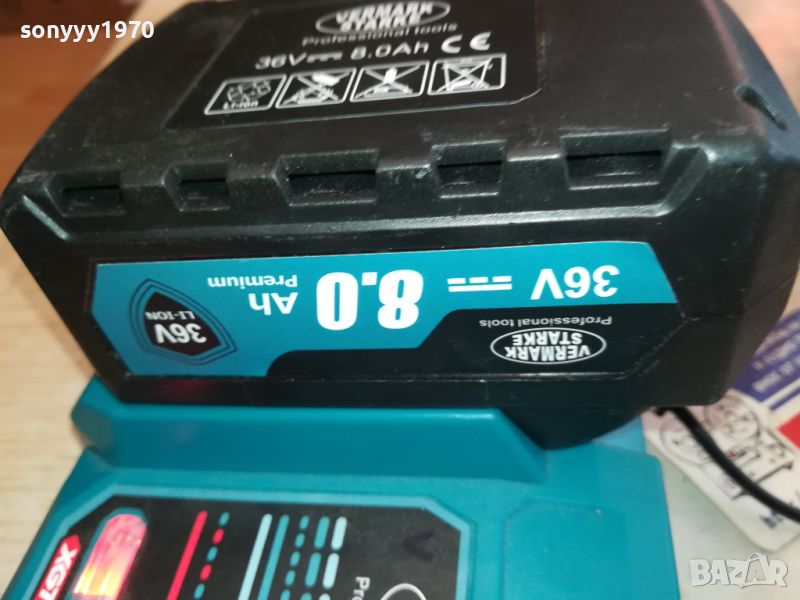 sonyyy1970
VERMARK
STARKE
Professional tools
36V 8.0Ah CE
Li-Ion
36V 8.0 Ah
Premium
36V
LI-ION
VERMARK
STARKE
Professional tools
BAZAR